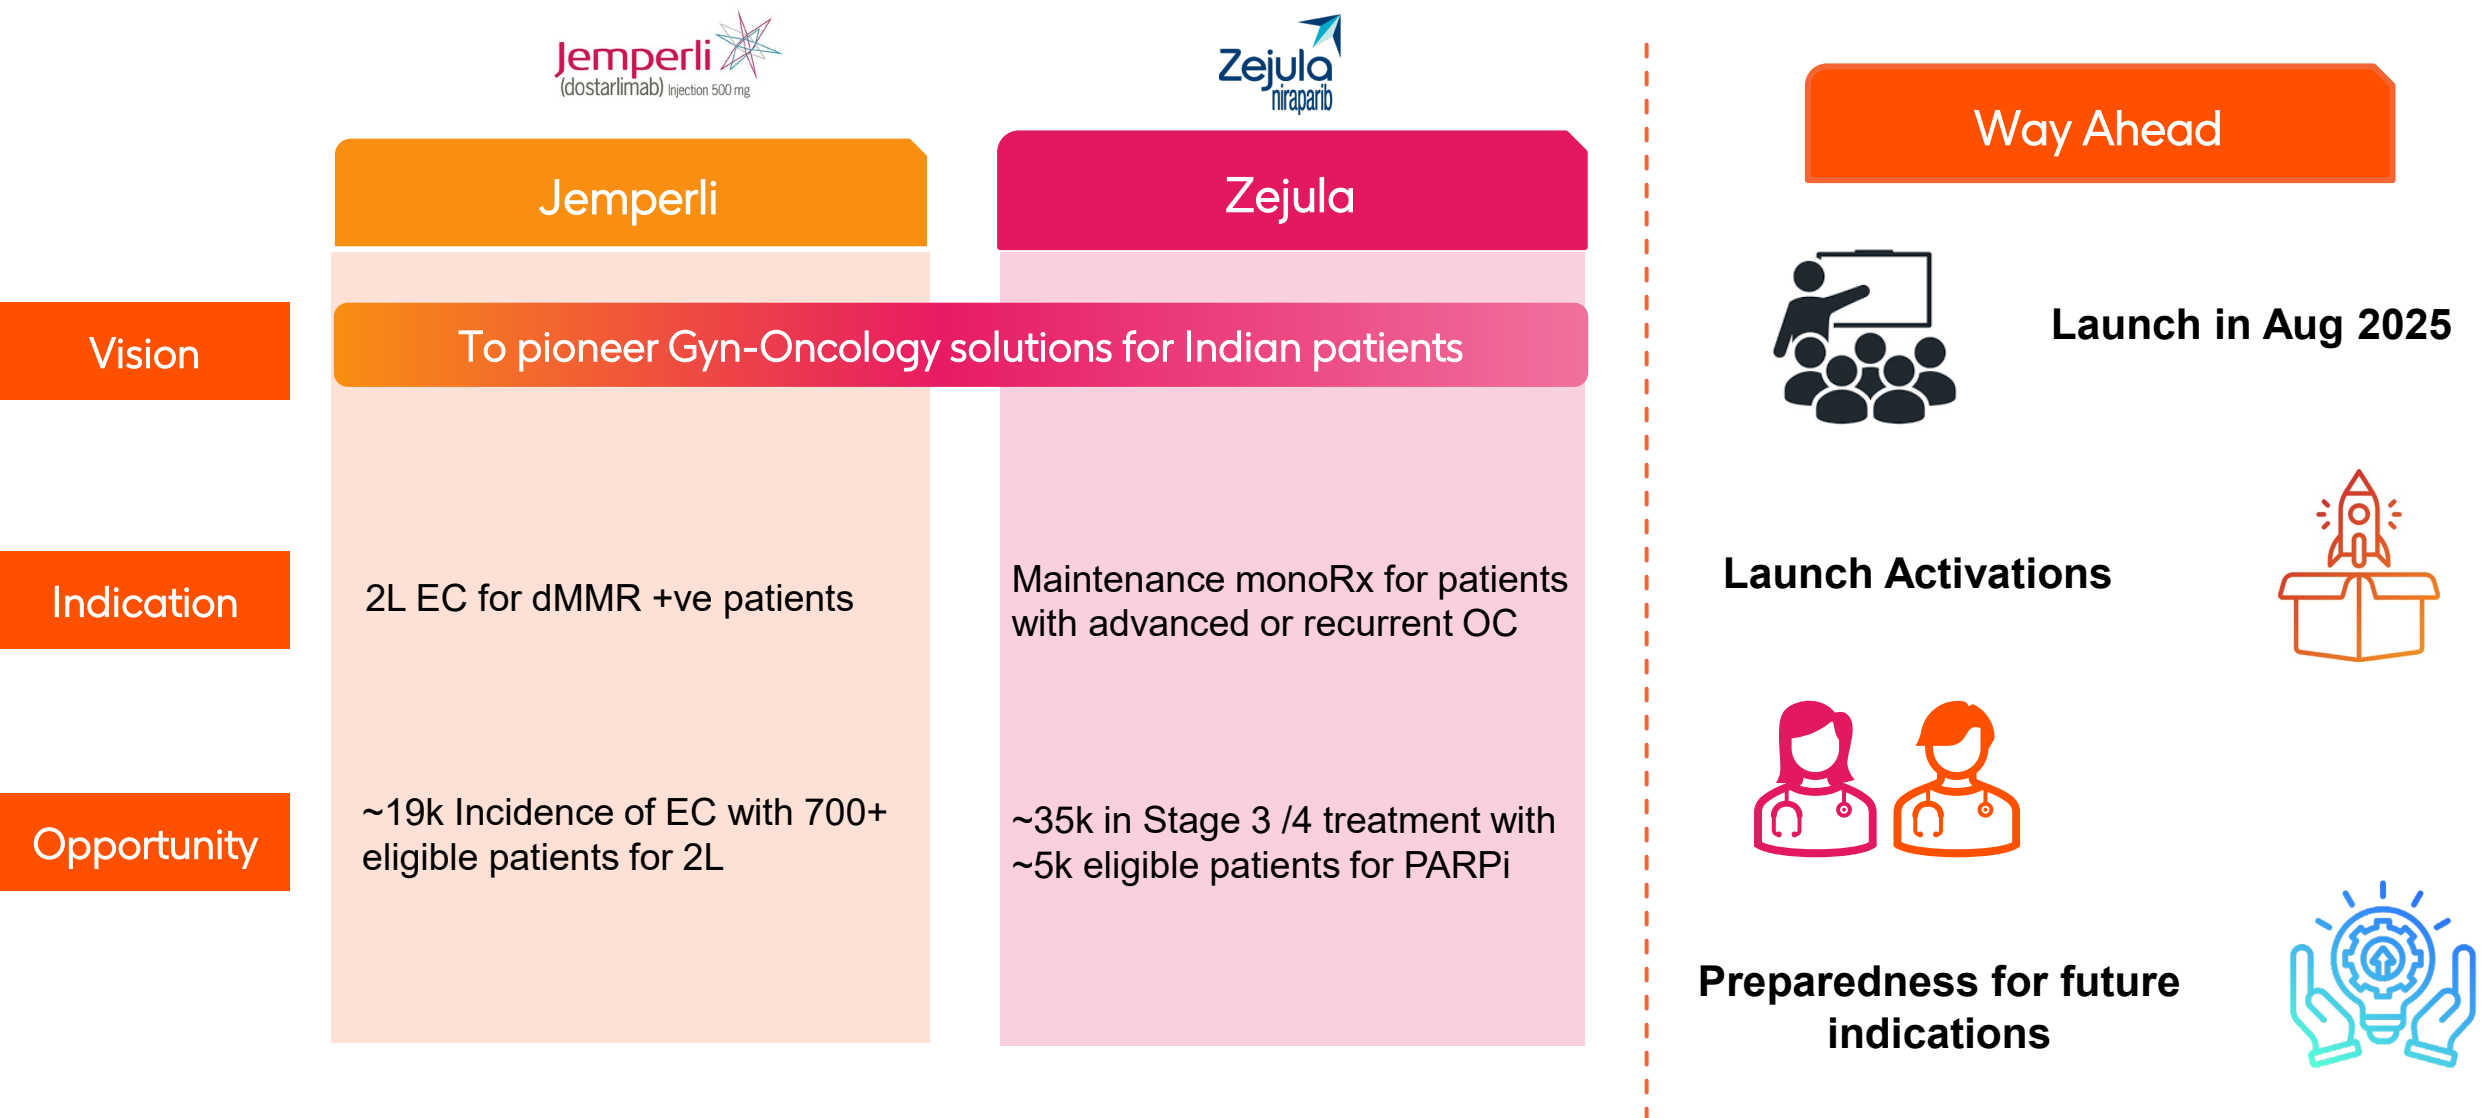 Jemperli
(dostarlimab) Injection 500 mg
Zejula
niraparib
Jemperli
Zejula
Vision
To pioneer Gyn-Oncology solutions for Indian patients
Indication
2L EC for dMMR +ve patients
Maintenance monoRx for patients
with advanced or recurrent OC
Opportunity
~19k Incidence of EC with 700+
eligible patients for 2L
~35k in Stage 3 /4 treatment with
~5k eligible patients for PARPi
Way Ahead
Launch in Aug 2025
Launch Activations
Preparedness for future
indications